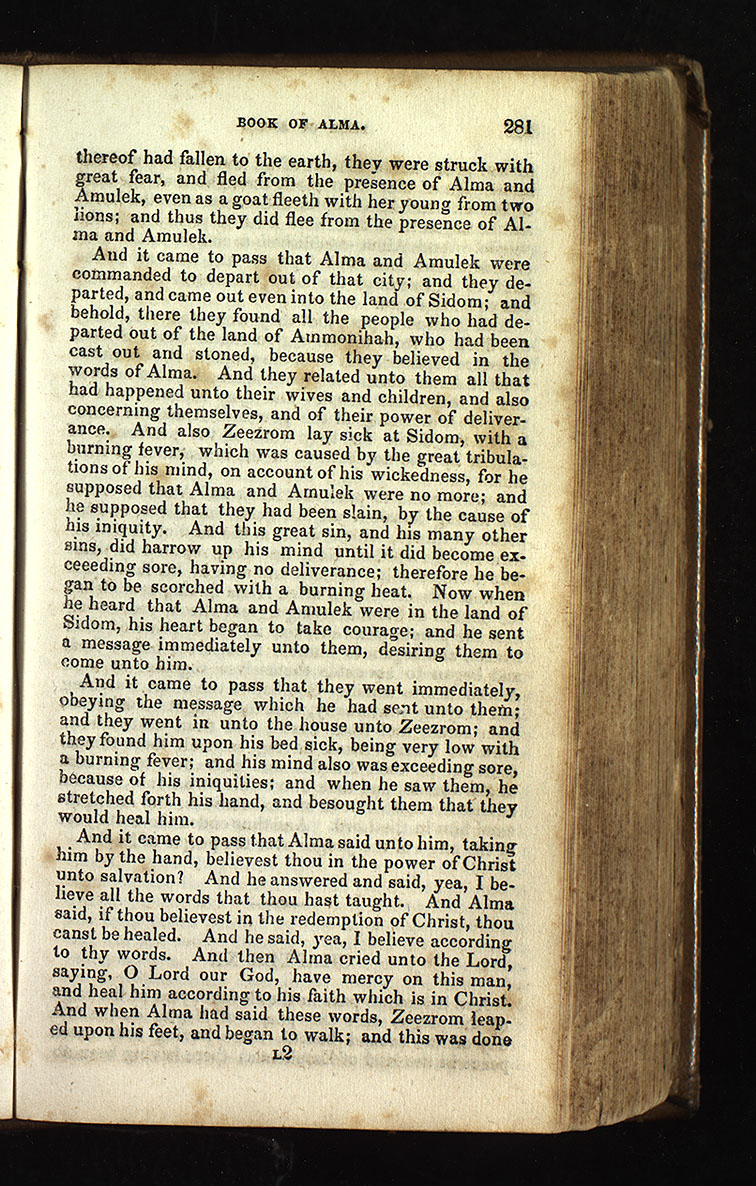 BOOK OF ALMA. 281
thereof had fallen to the earth, they were struck with
great fear, and fled from the presence of Alma and
Amulek, even as a goat fleeth with her young from two
lions; and thus they did flee from the presence of Al-
ma and Amulek.
And it came to pass that Alma and Amulek were
commanded to depart out of that city; and they de-
parted, and came out even into the land of Sidom; and
behold, there they found all the people who had de-
parted out of the land of Ammonihah, who had been
cast out and stoned, because they believed in the
words of Alma. And they related unto them all that
had happened unto their wives and children, and also
concerning themselves, and of their power of deliver-
ance. And also Zeezrom lay sick at Sidom, with a
burning fever, which was caused by the great tribula-
tions of his mind, on account of his wickedness, for he
supposed that Alma and Amulek were no more; and
he supposed that they had been slain, by the cause of
his iniquity. And this great sin, and his many other
sins, did harrow up his mind until it did become ex-
ceeeding sore, having no deliverance; therefore he be-
gan to be scorched with a burning heat. Now when
he heard that Alma and Amulek were in the land of
Sidom, his heart began to take courage; and he sent
a message immediately unto them, desiring them to
come unto him.
And it came to pass that they went immediately,
obeying the message which he had sent unto them;
and they went in unto the house unto Zeezrom; and
they found him upon his bed sick, being very low with
a burning fever; and his mind also was exceeding sore,
because of his iniquities; and when he saw them, he
stretched forth his hand, and besought them that they
would heal him.
And it came to pass that Alma said unto him, taking
him by the hand, believest thou in the power of Christ
unto salvation? And he answered and said, yea, I be-
lieve all the words that thou hast taught. And Alma
said, if thou believest in the redemption of Christ, thou
canst be healed. And he said, yea, I believe according
to thy words. And then Alma cried unto the Lord,
saying, O Lord our God, have mercy on this man,
and heal him according to his faith which is in Christ.
And when Alma had said these words, Zeezrom leap-
ed upon his feet, and began to walk; and this was done
L2